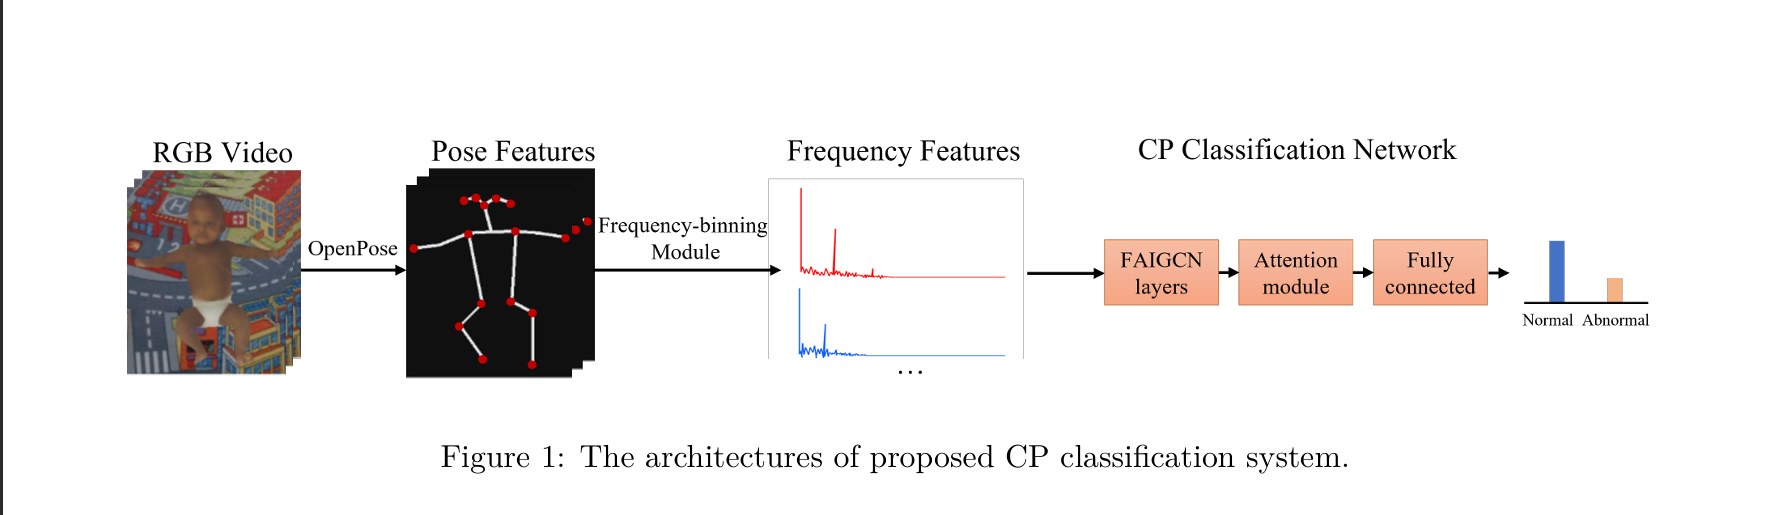 RGB Video
OpenPose
Pose Features
Frequency-binning
Module
Frequency Features
...
CP Classification Network
FAIGCN
layers
Attention
module
Fully
connected
Normal Abnormal
H
12
Figure 1: The architectures of proposed CP classification system.